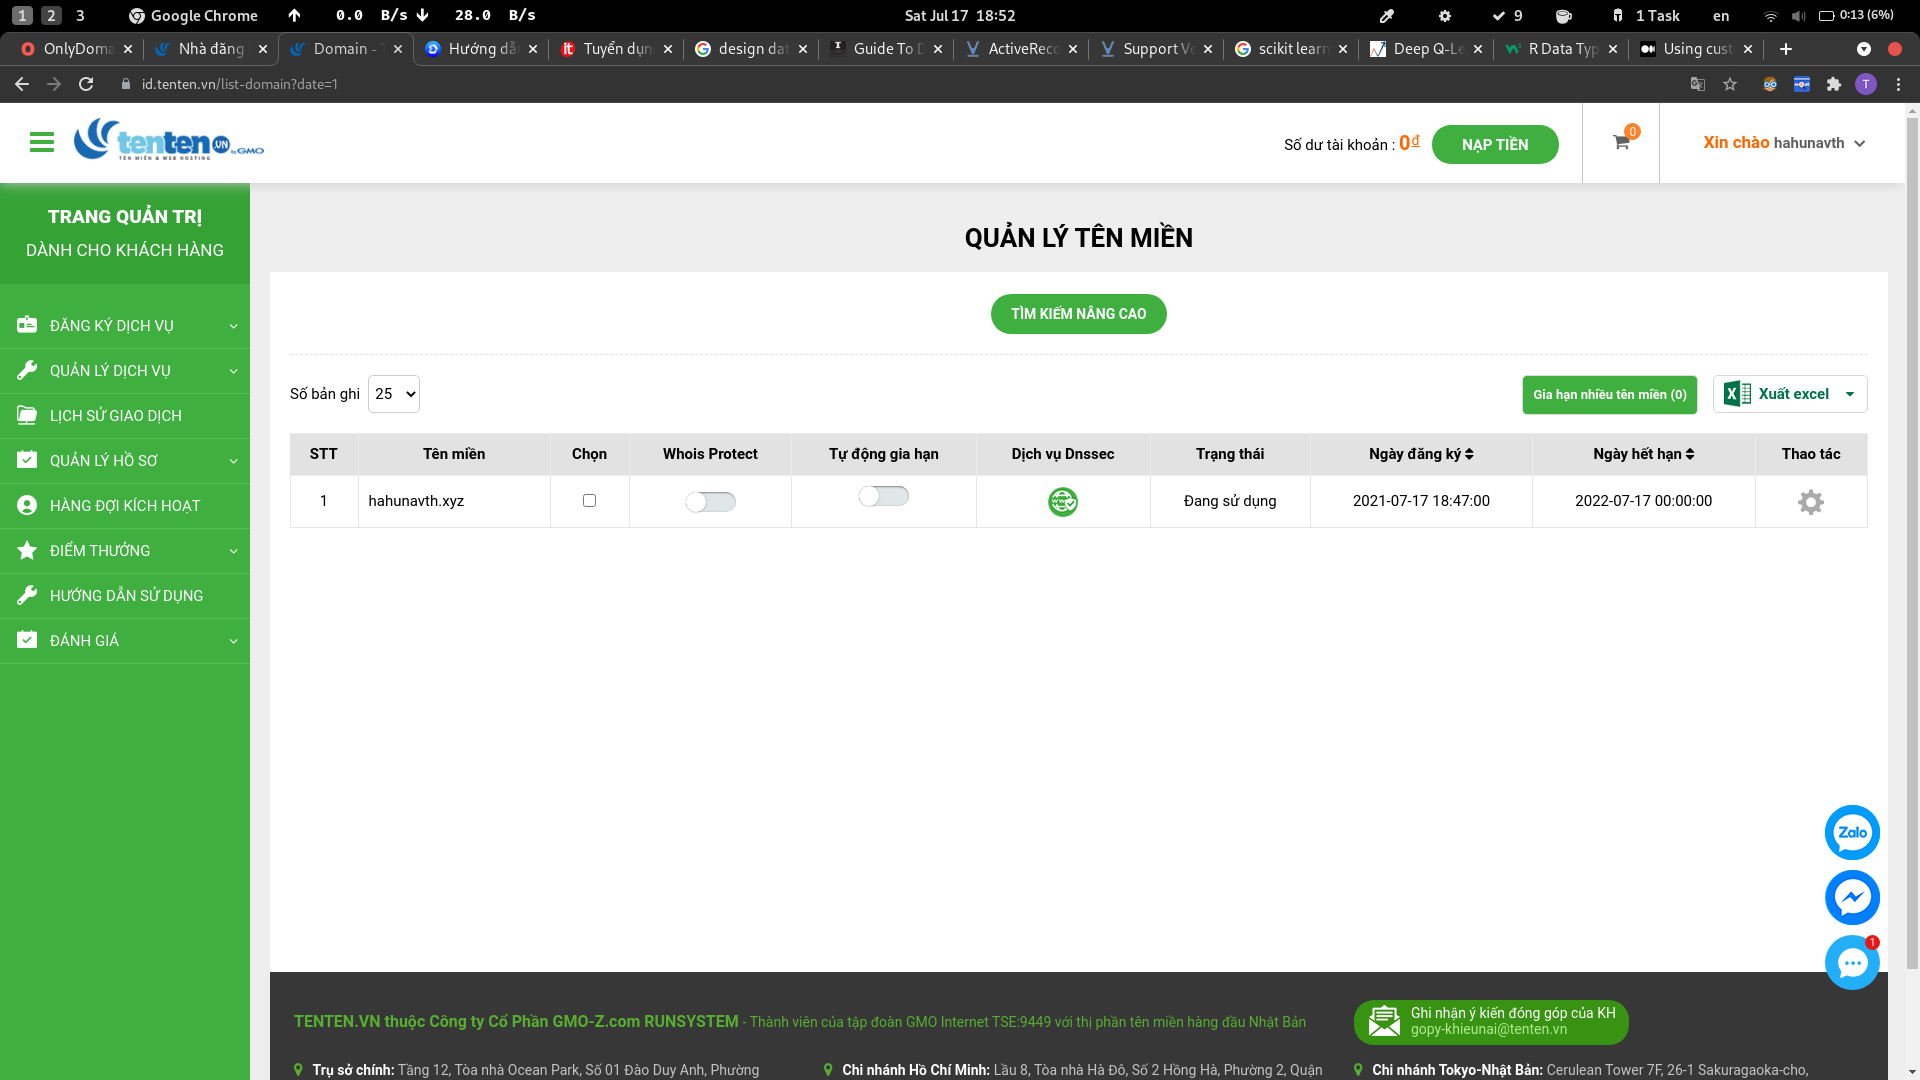 1 2 3 Google Chrome 0.0 B/s 28.0 B/s Sat Jul 17 18:52 9 1 Task en 0:13 (6%)
OnlyDoma Nhà đăng Domain - T Hướng dẫ Tuyển dụn design dat Guide To D ActiveReco Support Ve scikit learn Deep Q-Le R Data Typ Using cust
id.tenten.vn/list-domain?date=1 T
tenten.vn by GMO
TÊN MIỀN & WEB HOSTING
Số dư tài khoản : 0đ NẠP TIỀN 0 Xin chào hahunavth
TRANG QUẢN TRỊ
DÀNH CHO KHÁCH HÀNG
ĐĂNG KÝ DỊCH VỤ
QUẢN LÝ DỊCH VỤ
LỊCH SỬ GIAO DỊCH
QUẢN LÝ HỒ SƠ
HÀNG ĐỢI KÍCH HOẠT
ĐIỂM THƯỞNG
HƯỚNG DẪN SỬ DỤNG
ĐÁNH GIÁ
QUẢN LÝ TÊN MIỀN
TÌM KIẾM NÂNG CAO
Số bản ghi 25 Gia hạn nhiều tên miền (0) Xuất excel
STT Tên miền Chọn Whois Protect Tự động gia hạn Dịch vụ Dnssec Trạng thái Ngày đăng ký Ngày hết hạn Thao tác
1 hahunavth.xyz Đang sử dụng 2021-07-17 18:47:00 2022-07-17 00:00:00
Zalo
1
TENTEN.VN thuộc Công ty Cổ Phần GMO-Z.com RUNSYSTEM - Thành viên của tập đoàn GMO Internet TSE:9449 với thị phần tên miền hàng đầu Nhật Bản
Ghi nhận ý kiến đóng góp của KH
gopy-khieunai@tenten.vn
Trụ sở chính: Tầng 12, Tòa nhà Ocean Park, Số 01 Đào Duy Anh, Phường
Chi nhánh Hồ Chí Minh: Lầu 8, Tòa nhà Hà Đô, Số 2 Hồng Hà, Phường 2, Quận
Chi nhánh Tokyo-Nhật Bản: Cerulean Tower 7F, 26-1 Sakuragaoka-cho,